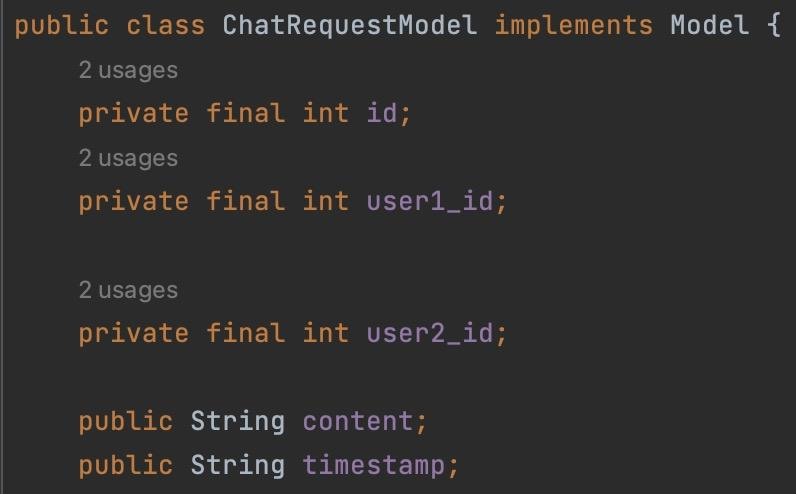 public class ChatRequestModel implements Model {
2 usages
private final int id;
2 usages
private final int user1_id;
2 usages
private final int user2_id;
public String content;
public String timestamp;